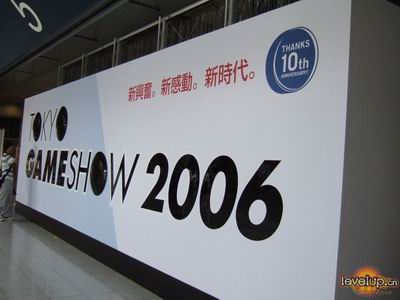 新興奮。新感動。新時代。
THANKS
10th
ANNIVERSARY!
TOKYO
GAMESHOW 2006
levelup.cn